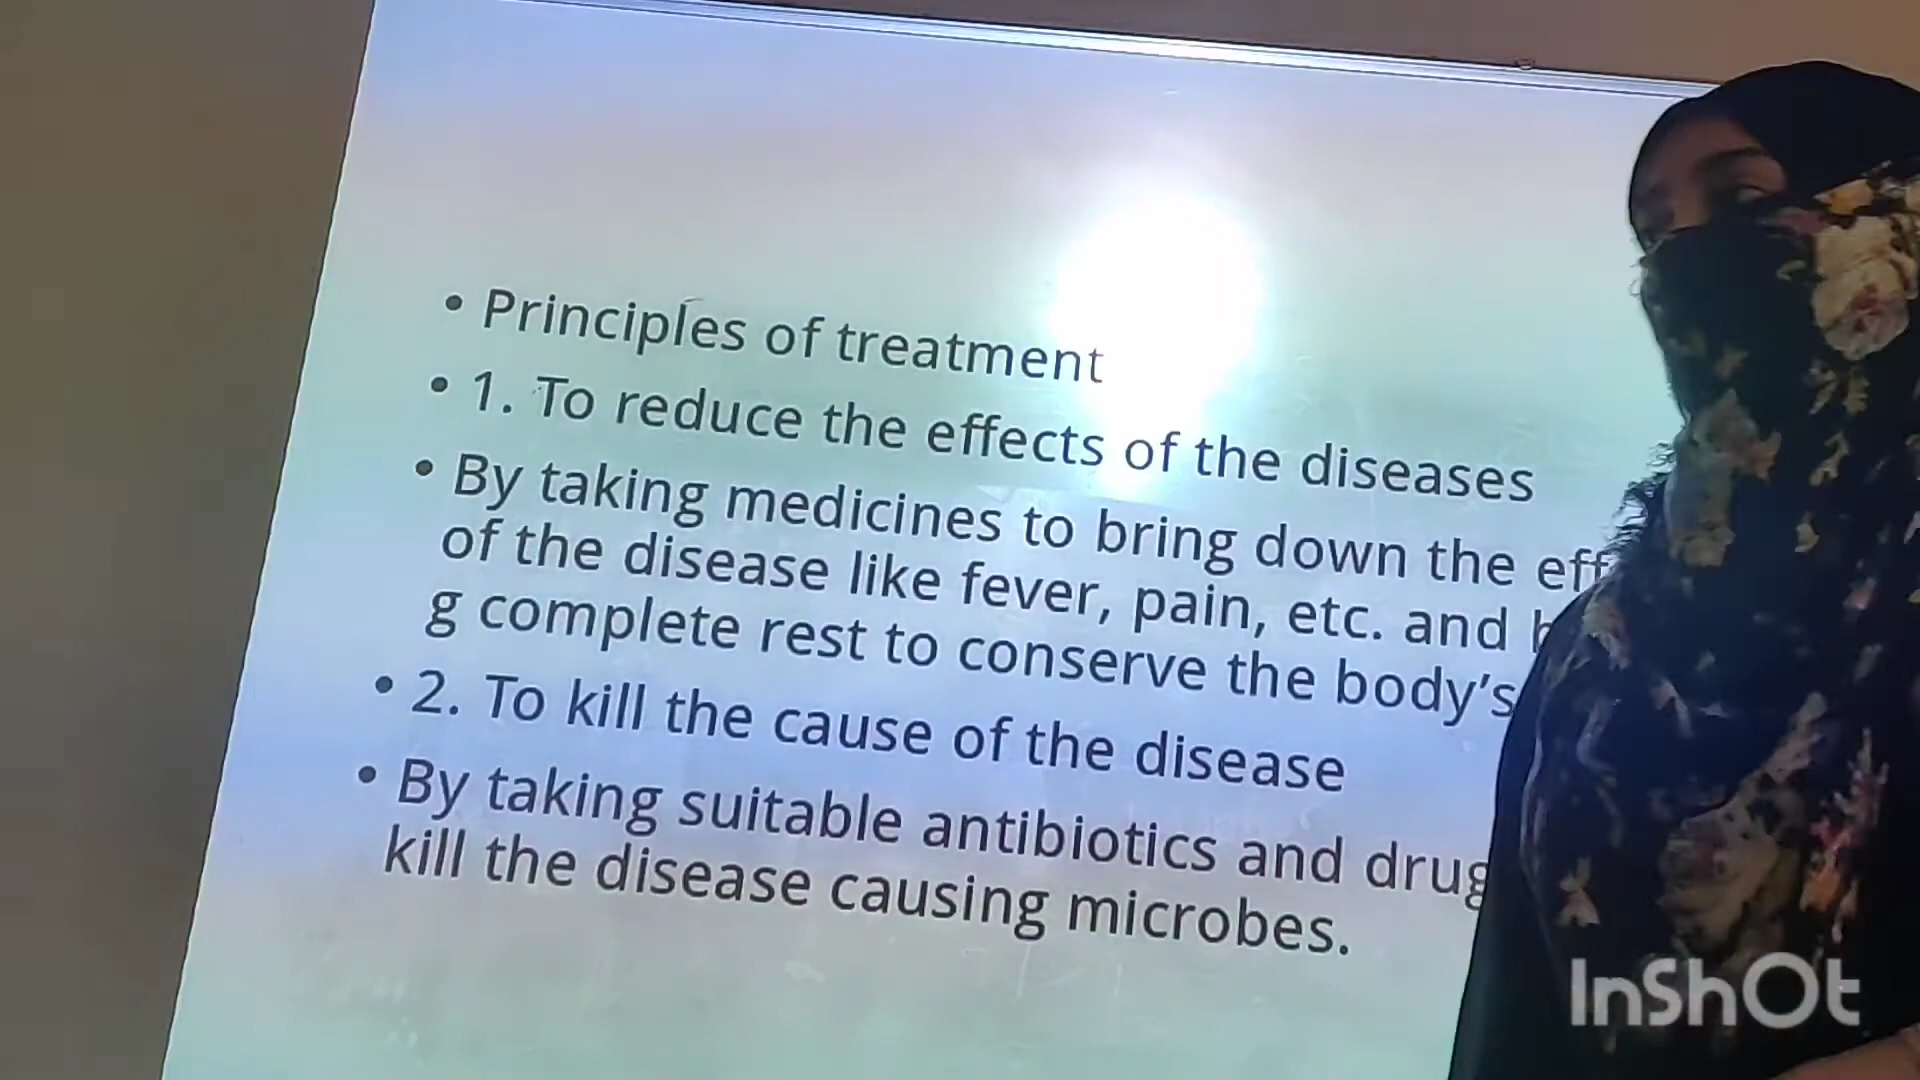 • Principles of treatment
• 1. To reduce the effects of the diseases
• By taking medicines to bring down the
of the disease like fever, pain, etc. and
g complete rest to conserve the body's
• 2. To kill the cause of the disease
• By taking suitable antibiotics and
kill the disease causing microbes.
InShOt